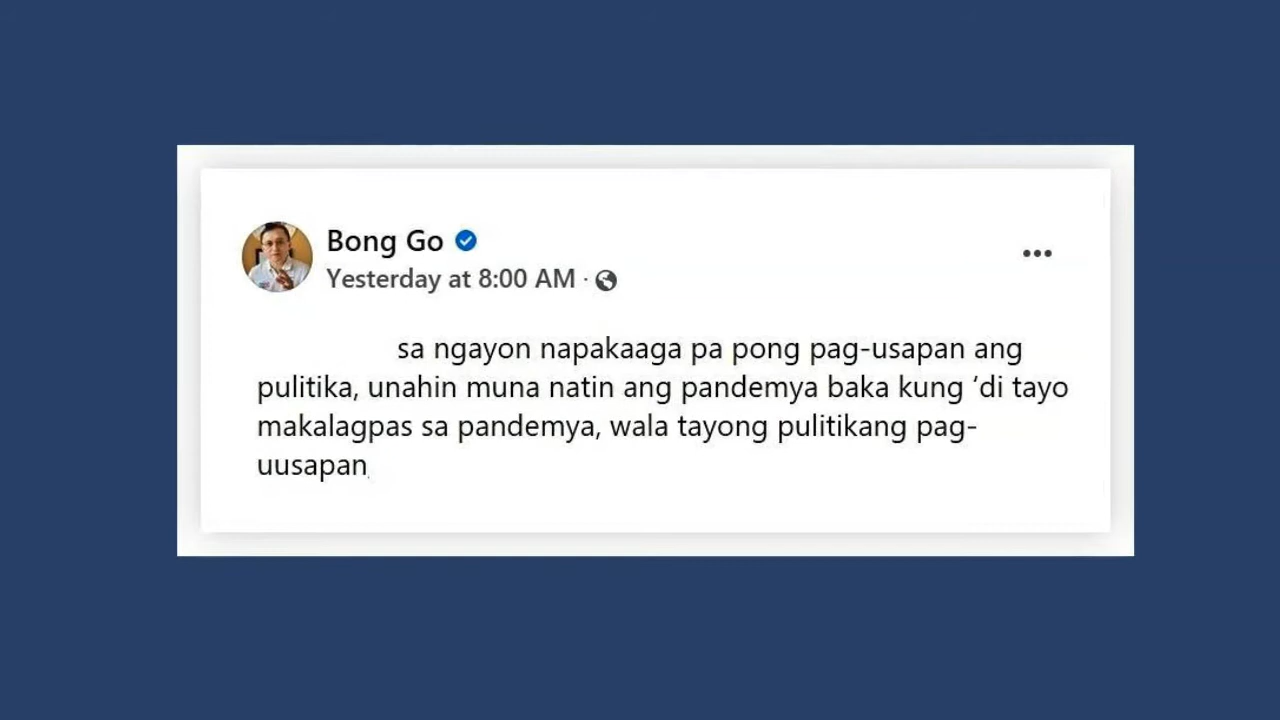 Bong Go
Yesterday at 8:00 AM ·
sa ngayon napakaaga pa pong pag-usapan ang
pulitika, unahin muna natin ang pandemya baka kung ‘di tayo
makalagpas sa pandemya, wala tayong pulitikang pag-
uusapan